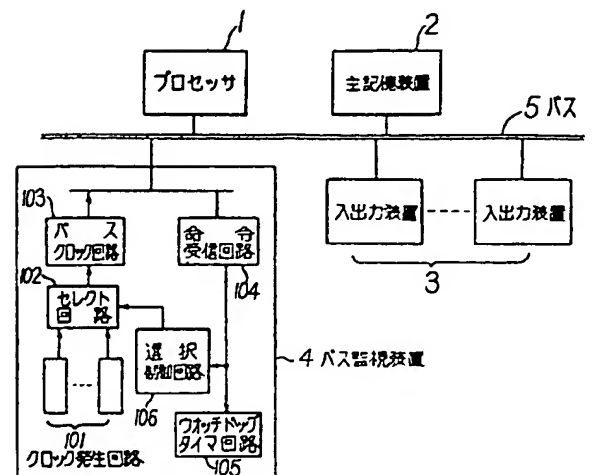 1
プロセッサ
2
主記憶装置
5 バス
103
バス
クロック回路
命令
受信回路
104
入出力装置
入出力装置
3
102
セレクト
回路
選択
制御回路
106
4 バス監視装置
101
クロック発生回路
ウオッチドッグ
タイマ回路
105